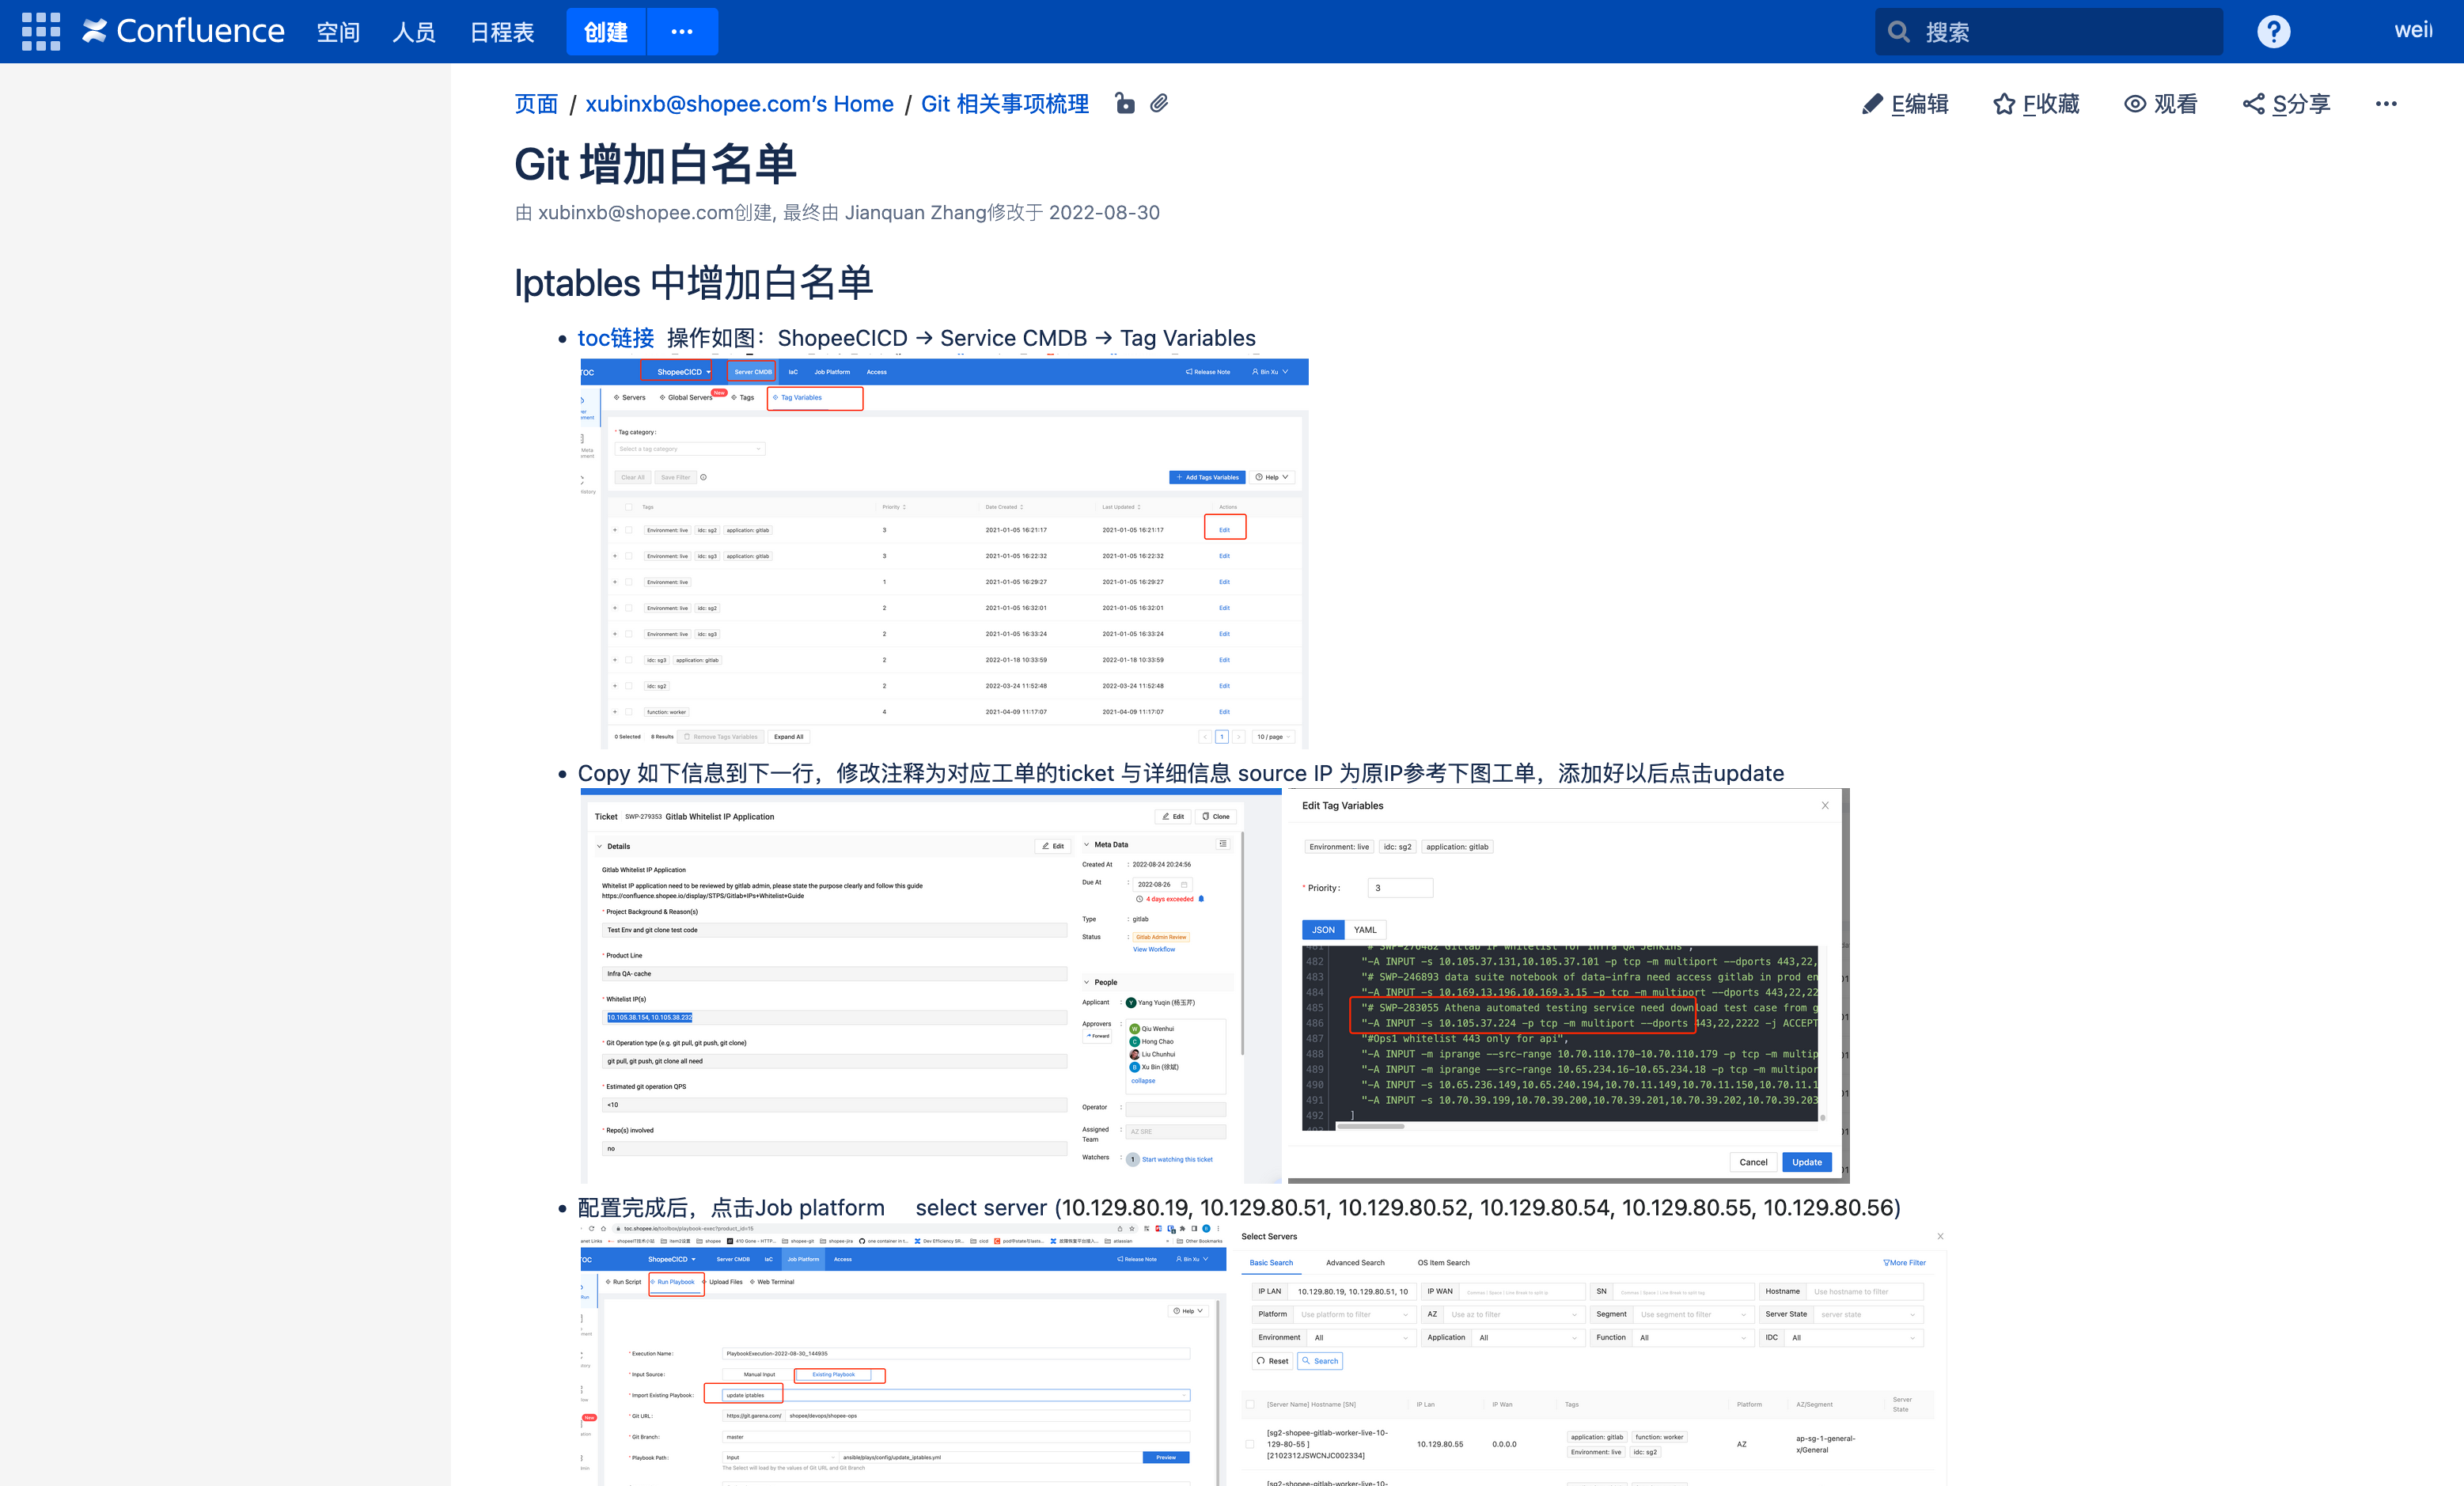 Confluence 空间 人员 日程表 创建 ••• 搜索 ? weil
页面 / xubinxb@shopee.com's Home / Git 相关事项梳理 E编辑 F收藏 观看 S分享 •••
Git 增加白名单
由 xubinxb@shopee.com创建, 最终由 Jianquan Zhang修改于 2022-08-30
Iptables 中增加白名单
• toc链接 操作如图：ShopeeCICD → Service CMDB → Tag Variables
TOC ShopeeCICD Server CMDB IaC Job Platform Access Release Note Bin Xu
Servers Global Servers New Tags Tag Variables
* Tag category:
Select a tag category
Clear All Save Filter + Add Tags Variables Help
Tags Priority Date Created Last Updated Actions
Environment: live idc: sg2 application: gitlab 3 2021-01-05 16:21:17 2021-01-05 16:21:17 Edit
Environment: live idc: sg3 application: gitlab 3 2021-01-05 16:22:32 2021-01-05 16:22:32 Edit
Environment: live 1 2021-01-05 16:29:27 2021-01-05 16:29:27 Edit
Environment: live idc: sg2 2 2021-01-05 16:32:01 2021-01-05 16:32:01 Edit
Environment: live idc: sg3 2 2021-01-05 16:33:24 2021-01-05 16:33:24 Edit
idc: sg3 application: gitlab 2 2022-01-18 10:33:59 2022-01-18 10:33:59 Edit
idc: sg2 2 2022-03-24 11:52:48 2022-03-24 11:52:48 Edit
function: worker 4 2021-04-09 11:17:07 2021-04-09 11:17:07 Edit
0 Selected 8 Results Remove Tags Variables Expand All < 1 > 10 / page
• Copy 如下信息到下一行，修改注释为对应工单的ticket 与详细信息 source IP 为原IP参考下图工单，添加好以后点击update
Ticket SWP-279353 Gitlab Whitelist IP Application Edit Clone
Details Edit
Gitlab Whitelist IP Application
Whitelist IP application need to be reviewed by gitlab admin, please state the purpose clearly and follow this guide
https://confluence.shopee.io/display/STPS/Gitlab+IPs+Whitelist+Guide
* Project Background & Reason(s)
Test Env and git clone test code
* Product Line
Infra QA- cache
* Whitelist IP(s)
10.105.38.154, 10.105.38.232
* Git Operation type (e.g. git pull, git push, git clone)
git pull, git push, git clone all need
* Estimated git operation QPS
<10
* Repo(s) involved
no
Meta Data
Created At : 2022-08-24 20:24:56
Due At : 2022-08-26
4 days exceeded
Type : gitlab
Status : Gitlab Admin Review
View Workflow
People
Applicant : Yang Yuqin (杨玉芹)
Approvers : Qiu Wenhui
Forward Hong Chao
Liu Chunhui
Xu Bin (徐斌)
collapse
Operator :
Assigned Team : AZ SRE
Watchers : 1 Start watching this ticket
Edit Tag Variables
Environment: live idc: sg2 application: gitlab
* Priority: 3
JSON YAML
481 "# SWP-276482 Gitlab IP whitelist for Infra QA Jenkins",
482 "-A INPUT -s 10.105.37.131,10.105.37.101 -p tcp -m multiport --dports 443,22,
483 "# SWP-246893 data suite notebook of data-infra need access gitlab in prod en
484 "-A INPUT -s 10.169.13.196,10.169.3.15 -p tcp -m multiport --dports 443,22,22
485 "# SWP-283055 Athena automated testing service need download test case from g
486 "-A INPUT -s 10.105.37.224 -p tcp -m multiport --dports 443,22,2222 -j ACCEPT
487 "#Ops1 whitelist 443 only for api",
488 "-A INPUT -m iprange --src-range 10.70.110.170-10.70.110.179 -p tcp -m multip
489 "-A INPUT -m iprange --src-range 10.65.234.16-10.65.234.18 -p tcp -m multipor
490 "-A INPUT -s 10.65.236.149,10.65.240.194,10.70.11.149,10.70.11.150,10.70.11.1
491 "-A INPUT -s 10.70.39.199,10.70.39.200,10.70.39.201,10.70.39.202,10.70.39.203
492 ]
Cancel Update
• 配置完成后，点击Job platform select server (10.129.80.19, 10.129.80.51, 10.129.80.52, 10.129.80.54, 10.129.80.55, 10.129.80.56)
toc.shopee.io/toolbox/playbook-exec?product_id=15
TOC ShopeeCICD Server CMDB IaC Job Platform Access Release Note Bin Xu
Run Script Run Playbook Upload Files Web Terminal
Help
* Execution Name: PlaybookExecution-2022-08-30_144935
* Input Source: Manual Input Existing Playbook
* Import Existing Playbook: update iptables
* Git URL: https://git.garena.com/ shopee/devops/shopee-ops
* Git Branch: master
* Playbook Path: Input ansible/plays/config/update_iptables.yml Preview
The Select will load by the values of Git URL and Git Branch
Select Servers
Basic Search Advanced Search OS Item Search More Filter
IP LAN 10.129.80.19, 10.129.80.51, 10 IP WAN SN Hostname Use hostname to filter
Platform Use platform to filter AZ Use az to filter Segment Use segment to filter Server State server state
Environment All Application All Function All IDC All
Reset Search
[Server Name] Hostname [SN] IP Lan IP Wan Tags Platform AZ/Segment Server State
[sg2-shopee-gitlab-worker-live-10-129-80-55 ] [2102312JSWCNJC002334] 10.129.80.55 0.0.0.0 application: gitlab function: worker Environment: live idc: sg2 AZ ap-sg-1-general-x/General
[sg2-shopee-gitlab-worker-live-10-